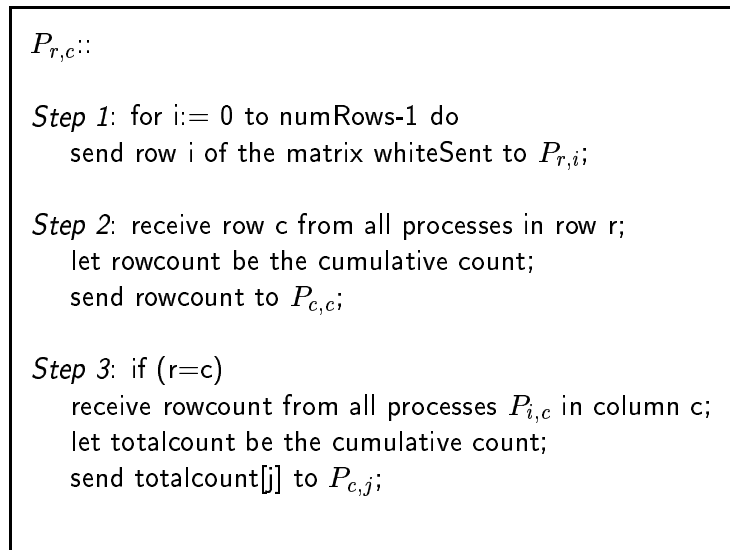 P_{r,c}::
Step 1: for i:= 0 to numRows-1 do
send row i of the matrix whiteSent to P_{r,i};
Step 2: receive row c from all processes in row r;
let rowcount be the cumulative count;
send rowcount to P_{c,c};
Step 3: if (r=c)
receive rowcount from all processes P_{i,c} in column c;
let totalcount be the cumulative count;
send totalcount[j] to P_{c,j};